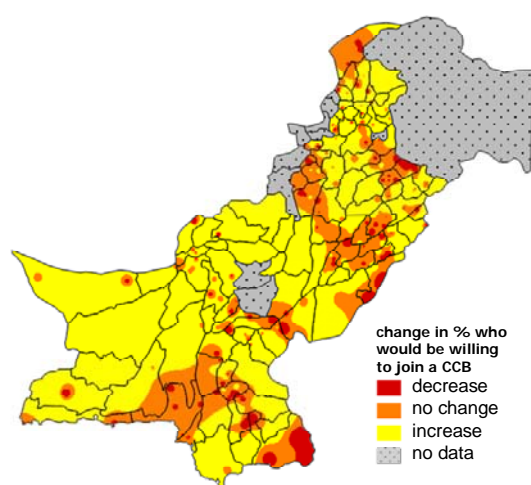 change in % who
would be willing
to join a CCB
decrease
no change
increase
no data